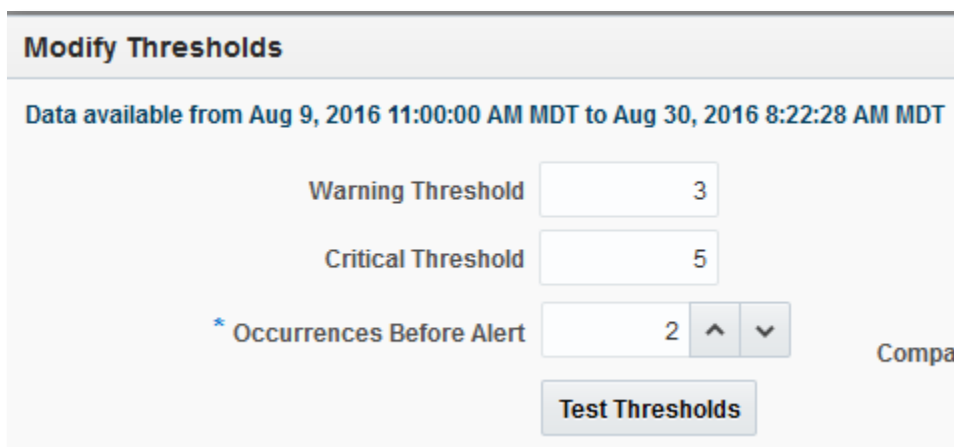 Modify Thresholds
Data available from Aug 9, 2016 11:00:00 AM MDT to Aug 30, 2016 8:22:28 AM MDT
Warning Threshold 3
Critical Threshold 5
* Occurrences Before Alert 2
Compa
Test Thresholds